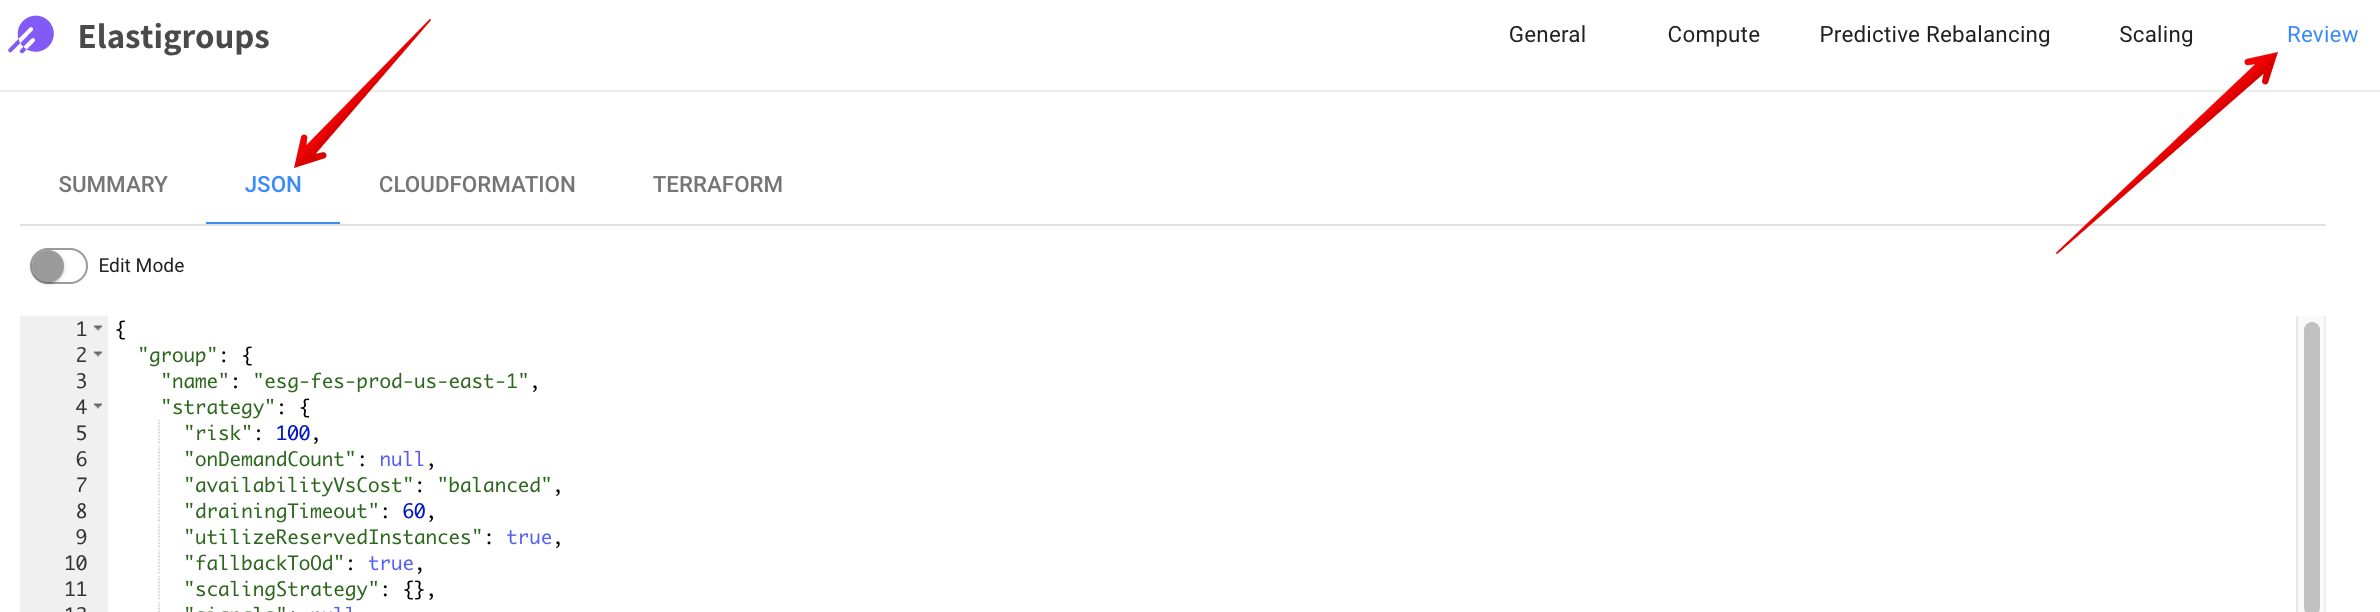 Elastigroups
General Compute Predictive Rebalancing Scaling Review
SUMMARY JSON CLOUDFORMATION TERRAFORM
Edit Mode
1 {
2 "group": {
3 "name": "esg-fes-prod-us-east-1",
4 "strategy": {
5 "risk": 100,
6 "onDemandCount": null,
7 "availabilityVsCost": "balanced",
8 "drainingTimeout": 60,
9 "utilizeReservedInstances": true,
10 "fallbackToOd": true,
11 "scalingStrategy": {},